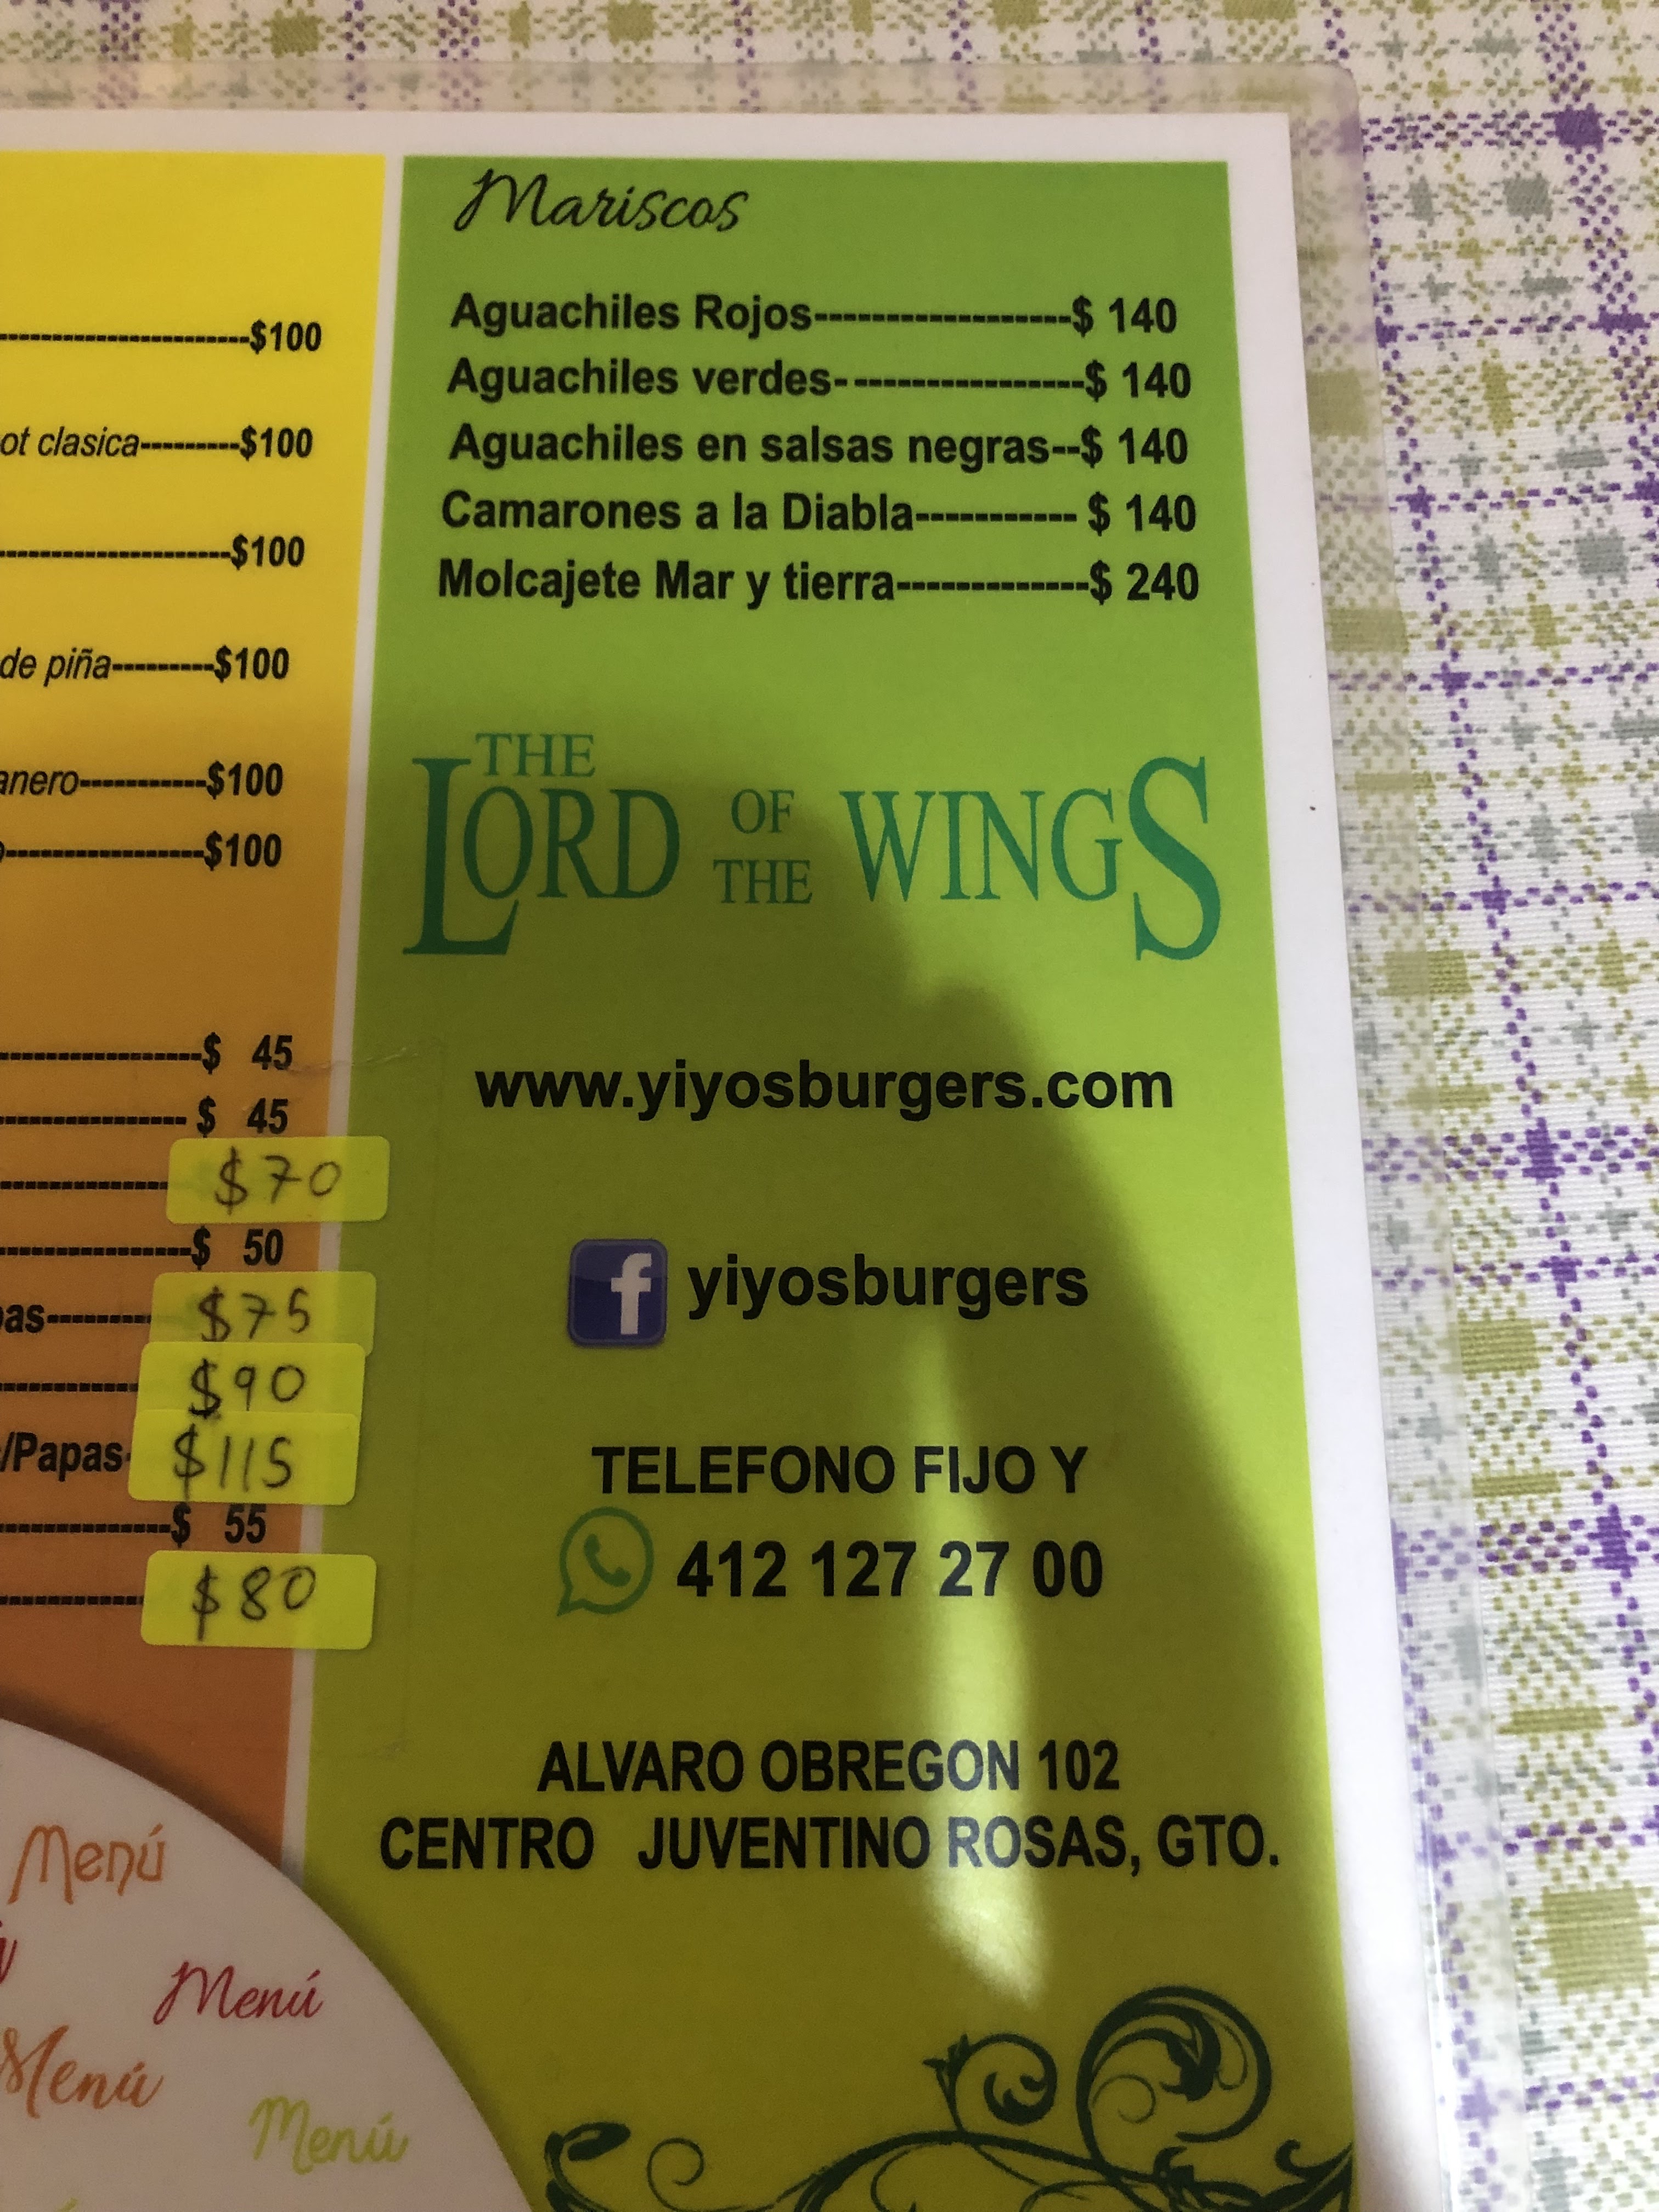 $100
ot clasica $100
$100
de piña $100
anero $100
$100
$ 45
$ 45
$70
$ 50
$75
$90
/Papas $115
$ 55
$80
Mariscos
Aguachiles Rojos $ 140
Aguachiles verdes $ 140
Aguachiles en salsas negras $ 140
Camarones a la Diabla $ 140
Molcajete Mar y tierra $ 240
THE LORD OF THE WINGS
www.yiyosburgers.com
f yiyosburgers
TELEFONO FIJO Y
412 127 27 00
ALVARO OBREGON 102
CENTRO JUVENTINO ROSAS, GTO.
Menú
Menú
Menú
Menú